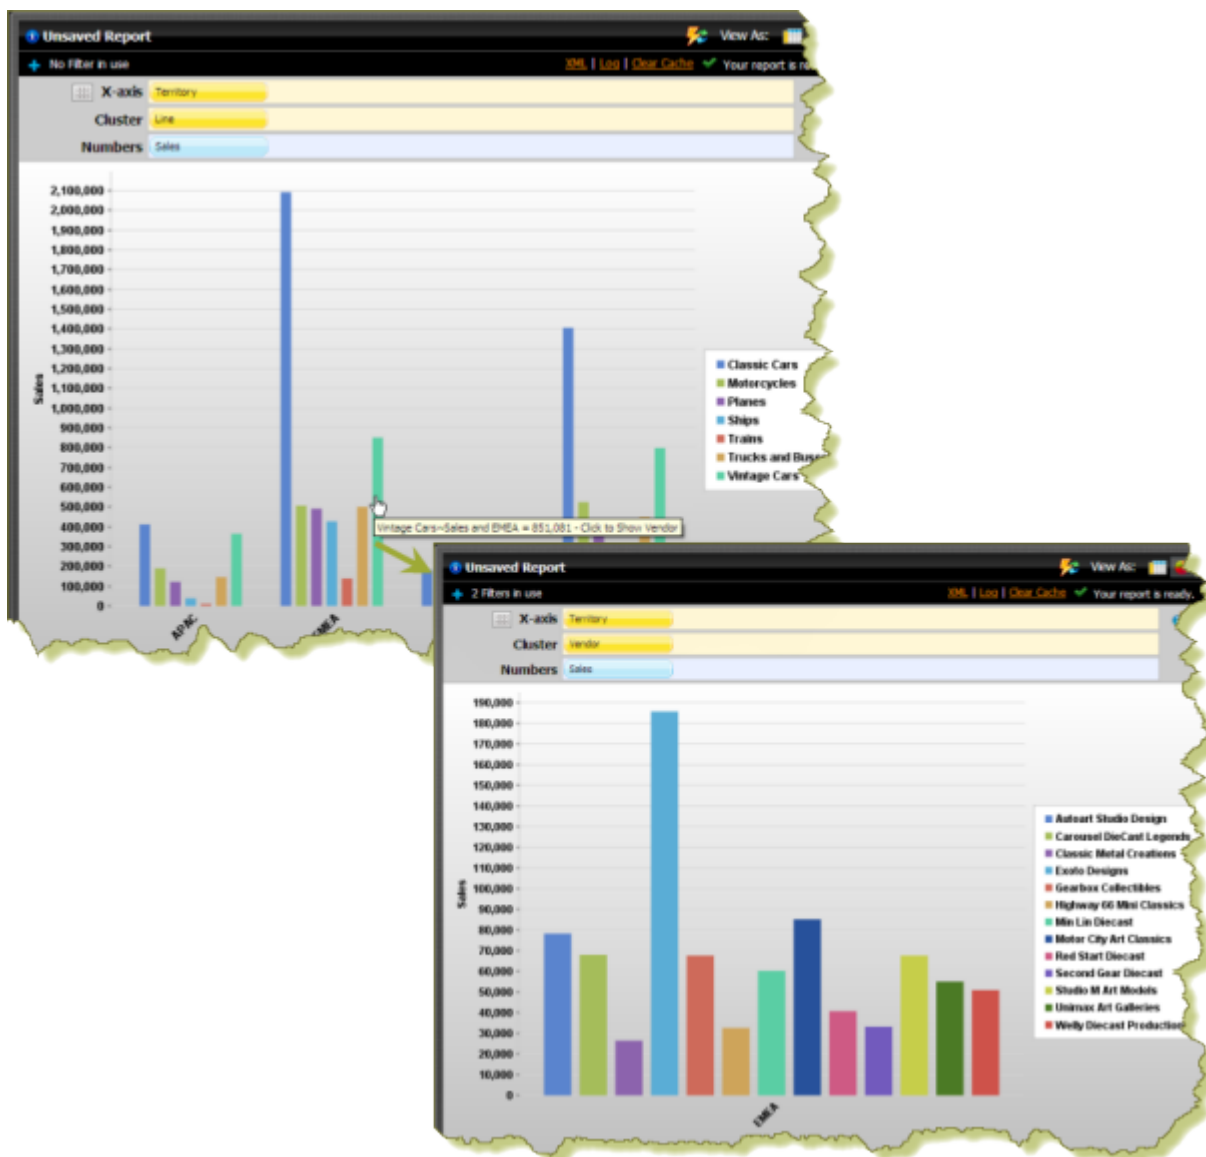 Unsaved Report
View As:
No Filter in use
XML | Log | Clear Cache
Your report is
X-axis Territory
Cluster Line
Numbers Sales
2,100,000
2,000,000
1,900,000
1,800,000
1,700,000
1,600,000
1,500,000
1,400,000
1,300,000
1,200,000
1,100,000
1,000,000
900,000
800,000
700,000
600,000
500,000
400,000
300,000
200,000
100,000
0
Sales
Classic Cars
Motorcycles
Planes
Ships
Trains
Trucks and Buses
Vintage Cars
Vintage Cars~Sales and EMEA = 851,081 - Click to Show Vendor
APAC
EMEA
Unsaved Report
View As:
2 Filters in use
XML | Log | Clear Cache
Your report is ready.
X-axis Territory
Cluster Vendor
Numbers Sales
190,000
180,000
170,000
160,000
150,000
140,000
130,000
120,000
110,000
100,000
90,000
80,000
70,000
60,000
50,000
40,000
30,000
20,000
10,000
0
Sales
Autoart Studio Design
Carousel DieCast Legends
Classic Metal Creations
Exoto Designs
Gearbox Collectibles
Highway 66 Mini Classics
Min Lin Diecast
Motor City Art Classics
Red Start Diecast
Second Gear Diecast
Studio M Art Models
Unimax Art Galleries
Welly Diecast Production
EMEA